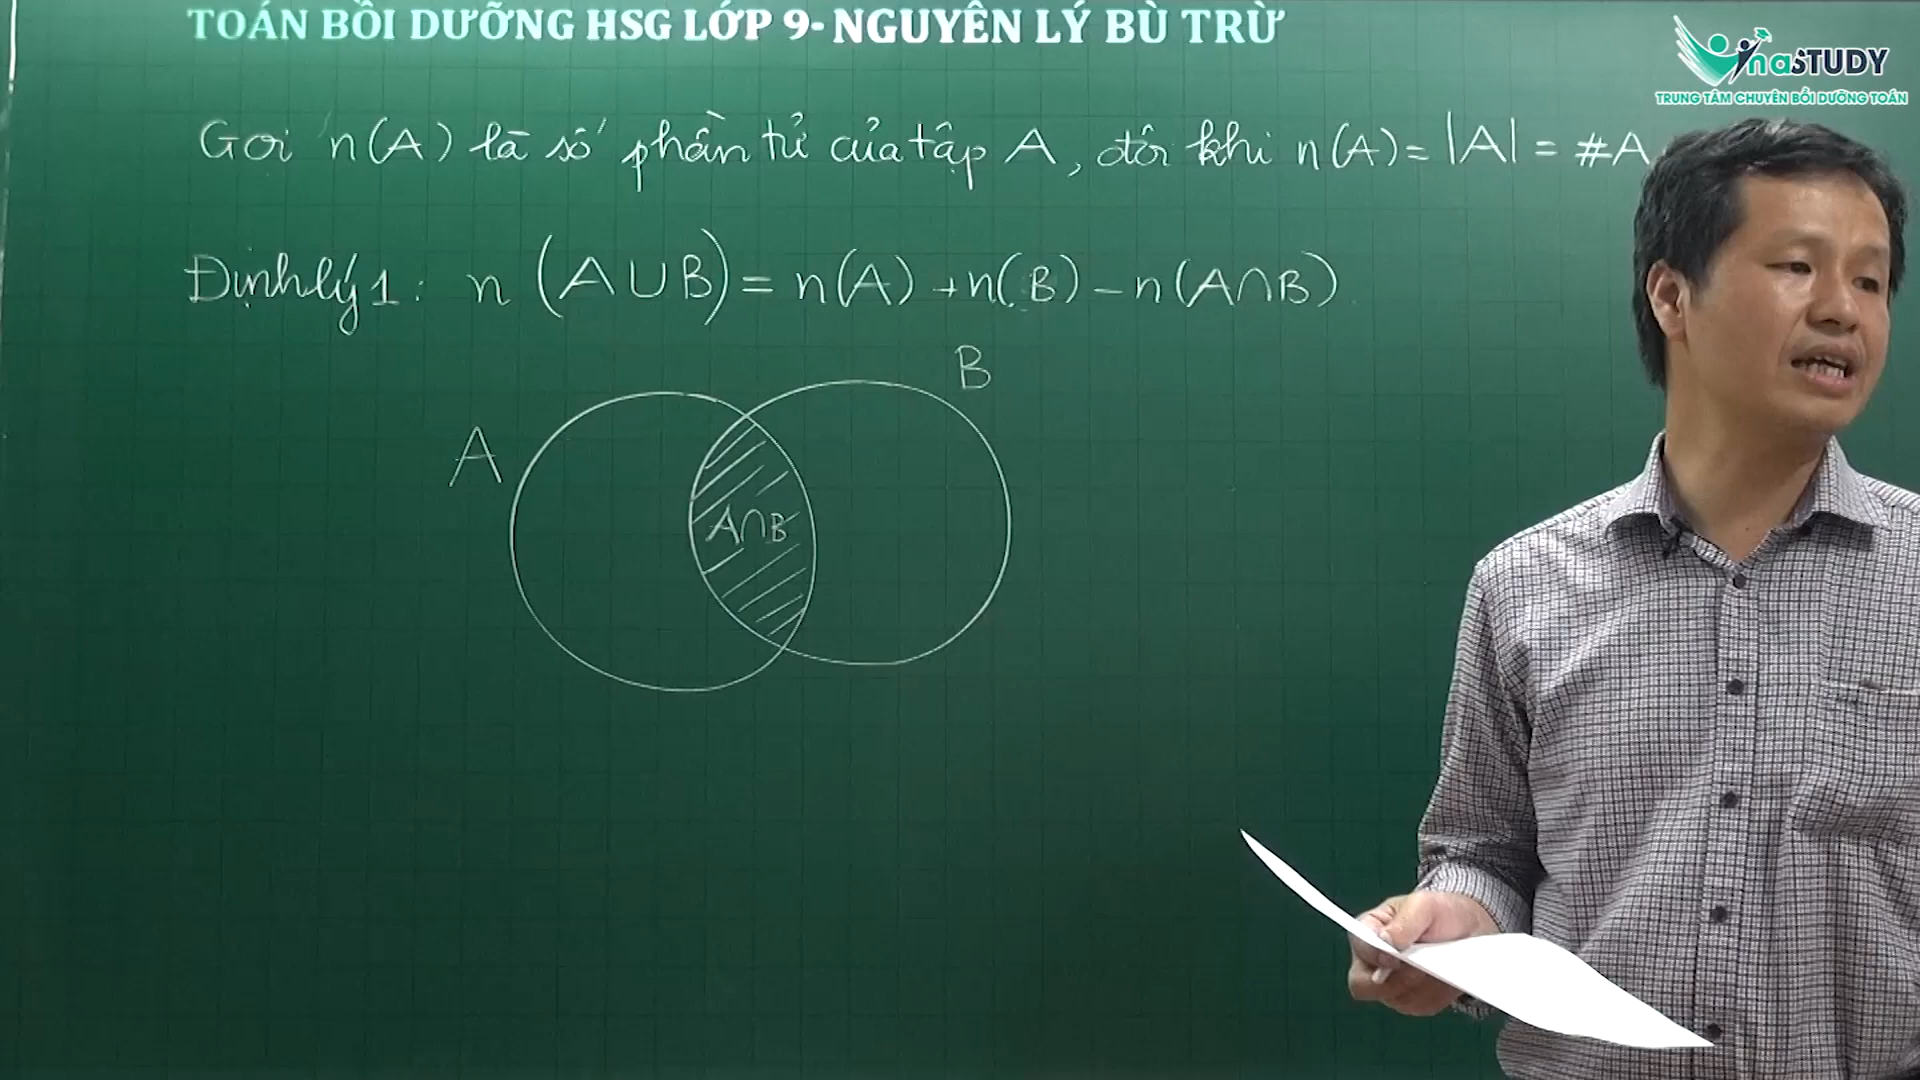 TOÁN BỒI DƯỠNG HSG LỚP 9- NGUYÊN LÝ BÙ TRỪ
inaSTUDY
TRUNG TÂM CHUYÊN BỒI DƯỠNG TOÁN
Gọi n(A) là số phần tử của tập A, đôi khi n(A) = |A| = #A
Định lý 1: n (A∪B) = n(A) + n(B) - n(A∩B)
B
A
A∩B